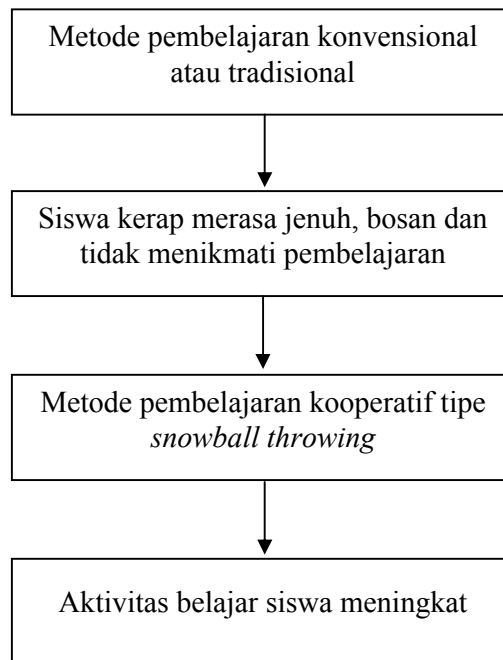 Metode pembelajaran konvensional
atau tradisional
Siswa kerap merasa jenuh, bosan dan
tidak menikmati pembelajaran
Metode pembelajaran kooperatif tipe
snowball throwing
Aktivitas belajar siswa meningkat